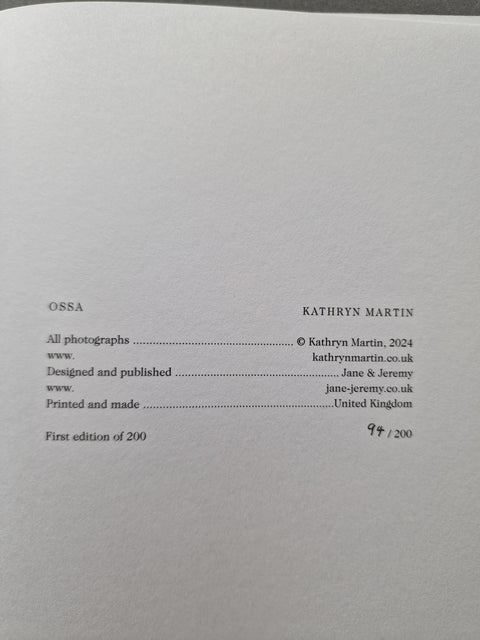 OSSA KATHRYN MARTIN
All photographs ........................................ © Kathryn Martin, 2024
www. kathrynmartin.co.uk
Designed and published ........................................ Jane & Jeremy
www. jane-jeremy.co.uk
Printed and made ................................................United Kingdom
First edition of 200 94 / 200